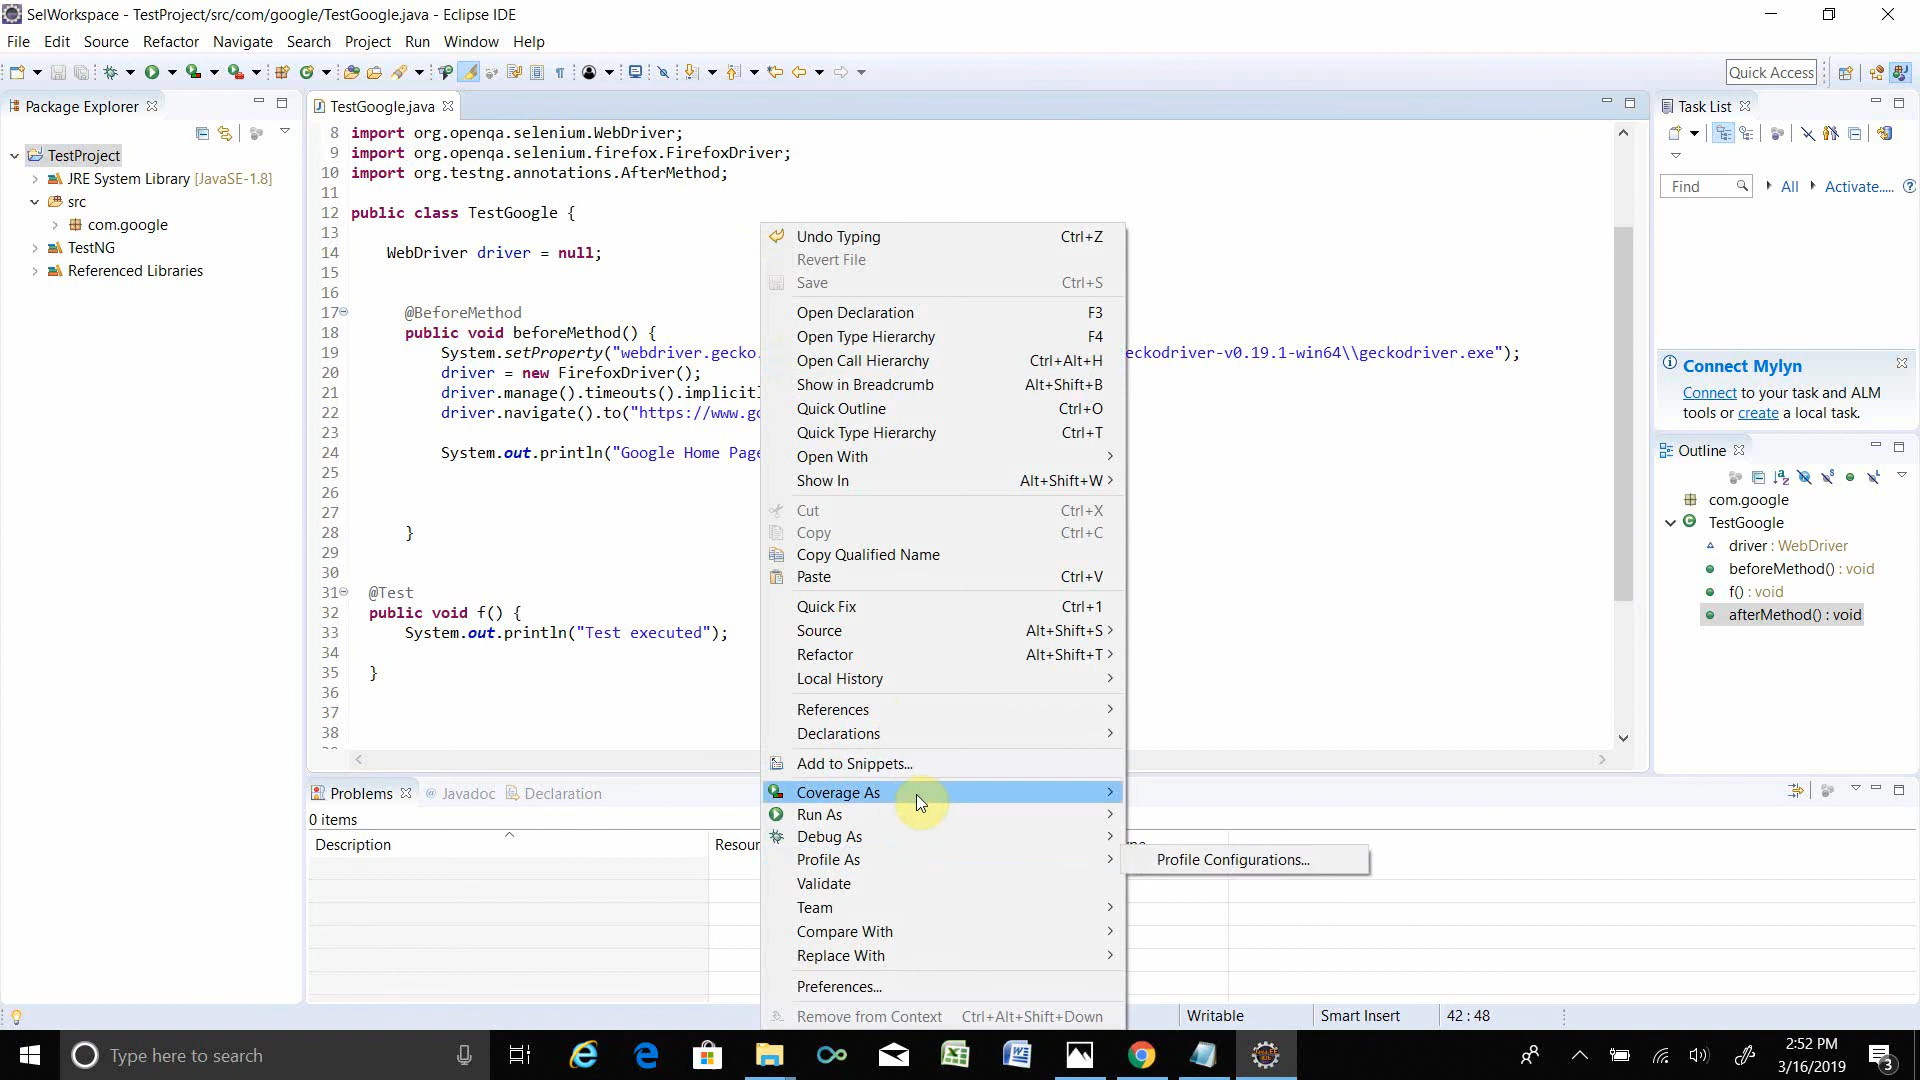 SelWorkspace - TestProject/src/com/google/TestGoogle.java - Eclipse IDE
File Edit Source Refactor Navigate Search Project Run Window Help
Quick Access
Package Explorer
TestProject
JRE System Library [JavaSE-1.8]
src
com.google
TestNG
Referenced Libraries
TestGoogle.java
8 import org.openqa.selenium.WebDriver;
9 import org.openqa.selenium.firefox.FirefoxDriver;
10 import org.testng.annotations.AfterMethod;
11
12 public class TestGoogle {
13
14 WebDriver driver = null;
15
16
17 @BeforeMethod
18 public void beforeMethod() {
19 System.setProperty("webdriver.gecko. eckodriver-v0.19.1-win64\\geckodriver.exe");
20 driver = new FirefoxDriver();
21 driver.manage().timeouts().implicitl
22 driver.navigate().to("https://www.go
23
24 System.out.println("Google Home Page
25
26
27
28 }
29
30
31 @Test
32 public void f() {
33 System.out.println("Test executed");
34
35 }
36
37
38
Undo Typing Ctrl+Z
Revert File
Save Ctrl+S
Open Declaration F3
Open Type Hierarchy F4
Open Call Hierarchy Ctrl+Alt+H
Show in Breadcrumb Alt+Shift+B
Quick Outline Ctrl+O
Quick Type Hierarchy Ctrl+T
Open With
Show In Alt+Shift+W
Cut Ctrl+X
Copy Ctrl+C
Copy Qualified Name
Paste Ctrl+V
Quick Fix Ctrl+1
Source Alt+Shift+S
Refactor Alt+Shift+T
Local History
References
Declarations
Add to Snippets...
Coverage As
Run As
Debug As
Profile As
Validate
Team
Compare With
Replace With
Preferences...
Remove from Context Ctrl+Alt+Shift+Down
Profile Configurations...
Task List
Find All Activate.....
Connect Mylyn
Connect to your task and ALM
tools or create a local task.
Outline
com.google
TestGoogle
driver : WebDriver
beforeMethod() : void
f() : void
afterMethod() : void
Problems @ Javadoc Declaration
0 items
Description Resour
Writable Smart Insert 42 : 48
Type here to search
2:52 PM
3/16/2019
3